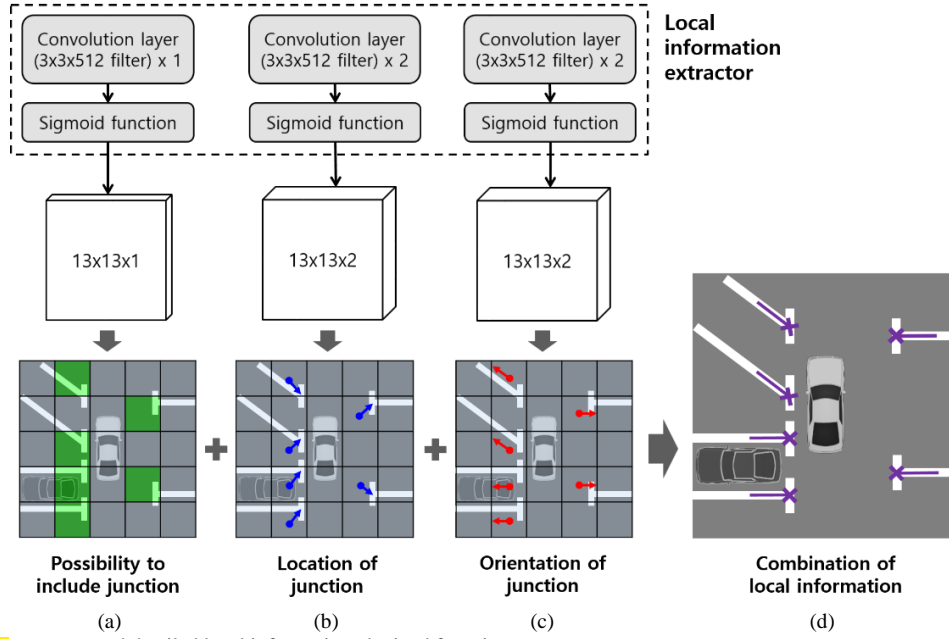 Local
information
extractor
Convolution layer
(3x3x512 filter) x 1
Convolution layer
(3x3x512 filter) x 2
Convolution layer
(3x3x512 filter) x 2
Sigmoid function
Sigmoid function
Sigmoid function
13x13x1
13x13x2
13x13x2
Possibility to
include junction
Location of
junction
Orientation of
junction
Combination of
local information
(a)
(b)
(c)
(d)